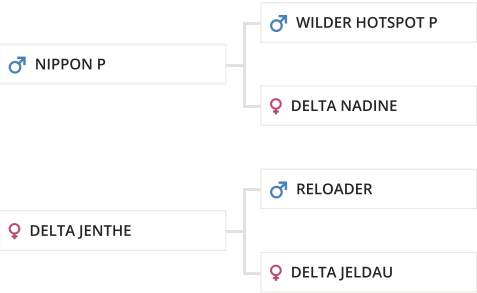 WILDER HOTSPOT P
NIPPON P
DELTA NADINE
RELOADER
DELTA JENTHE
DELTA JELDAU